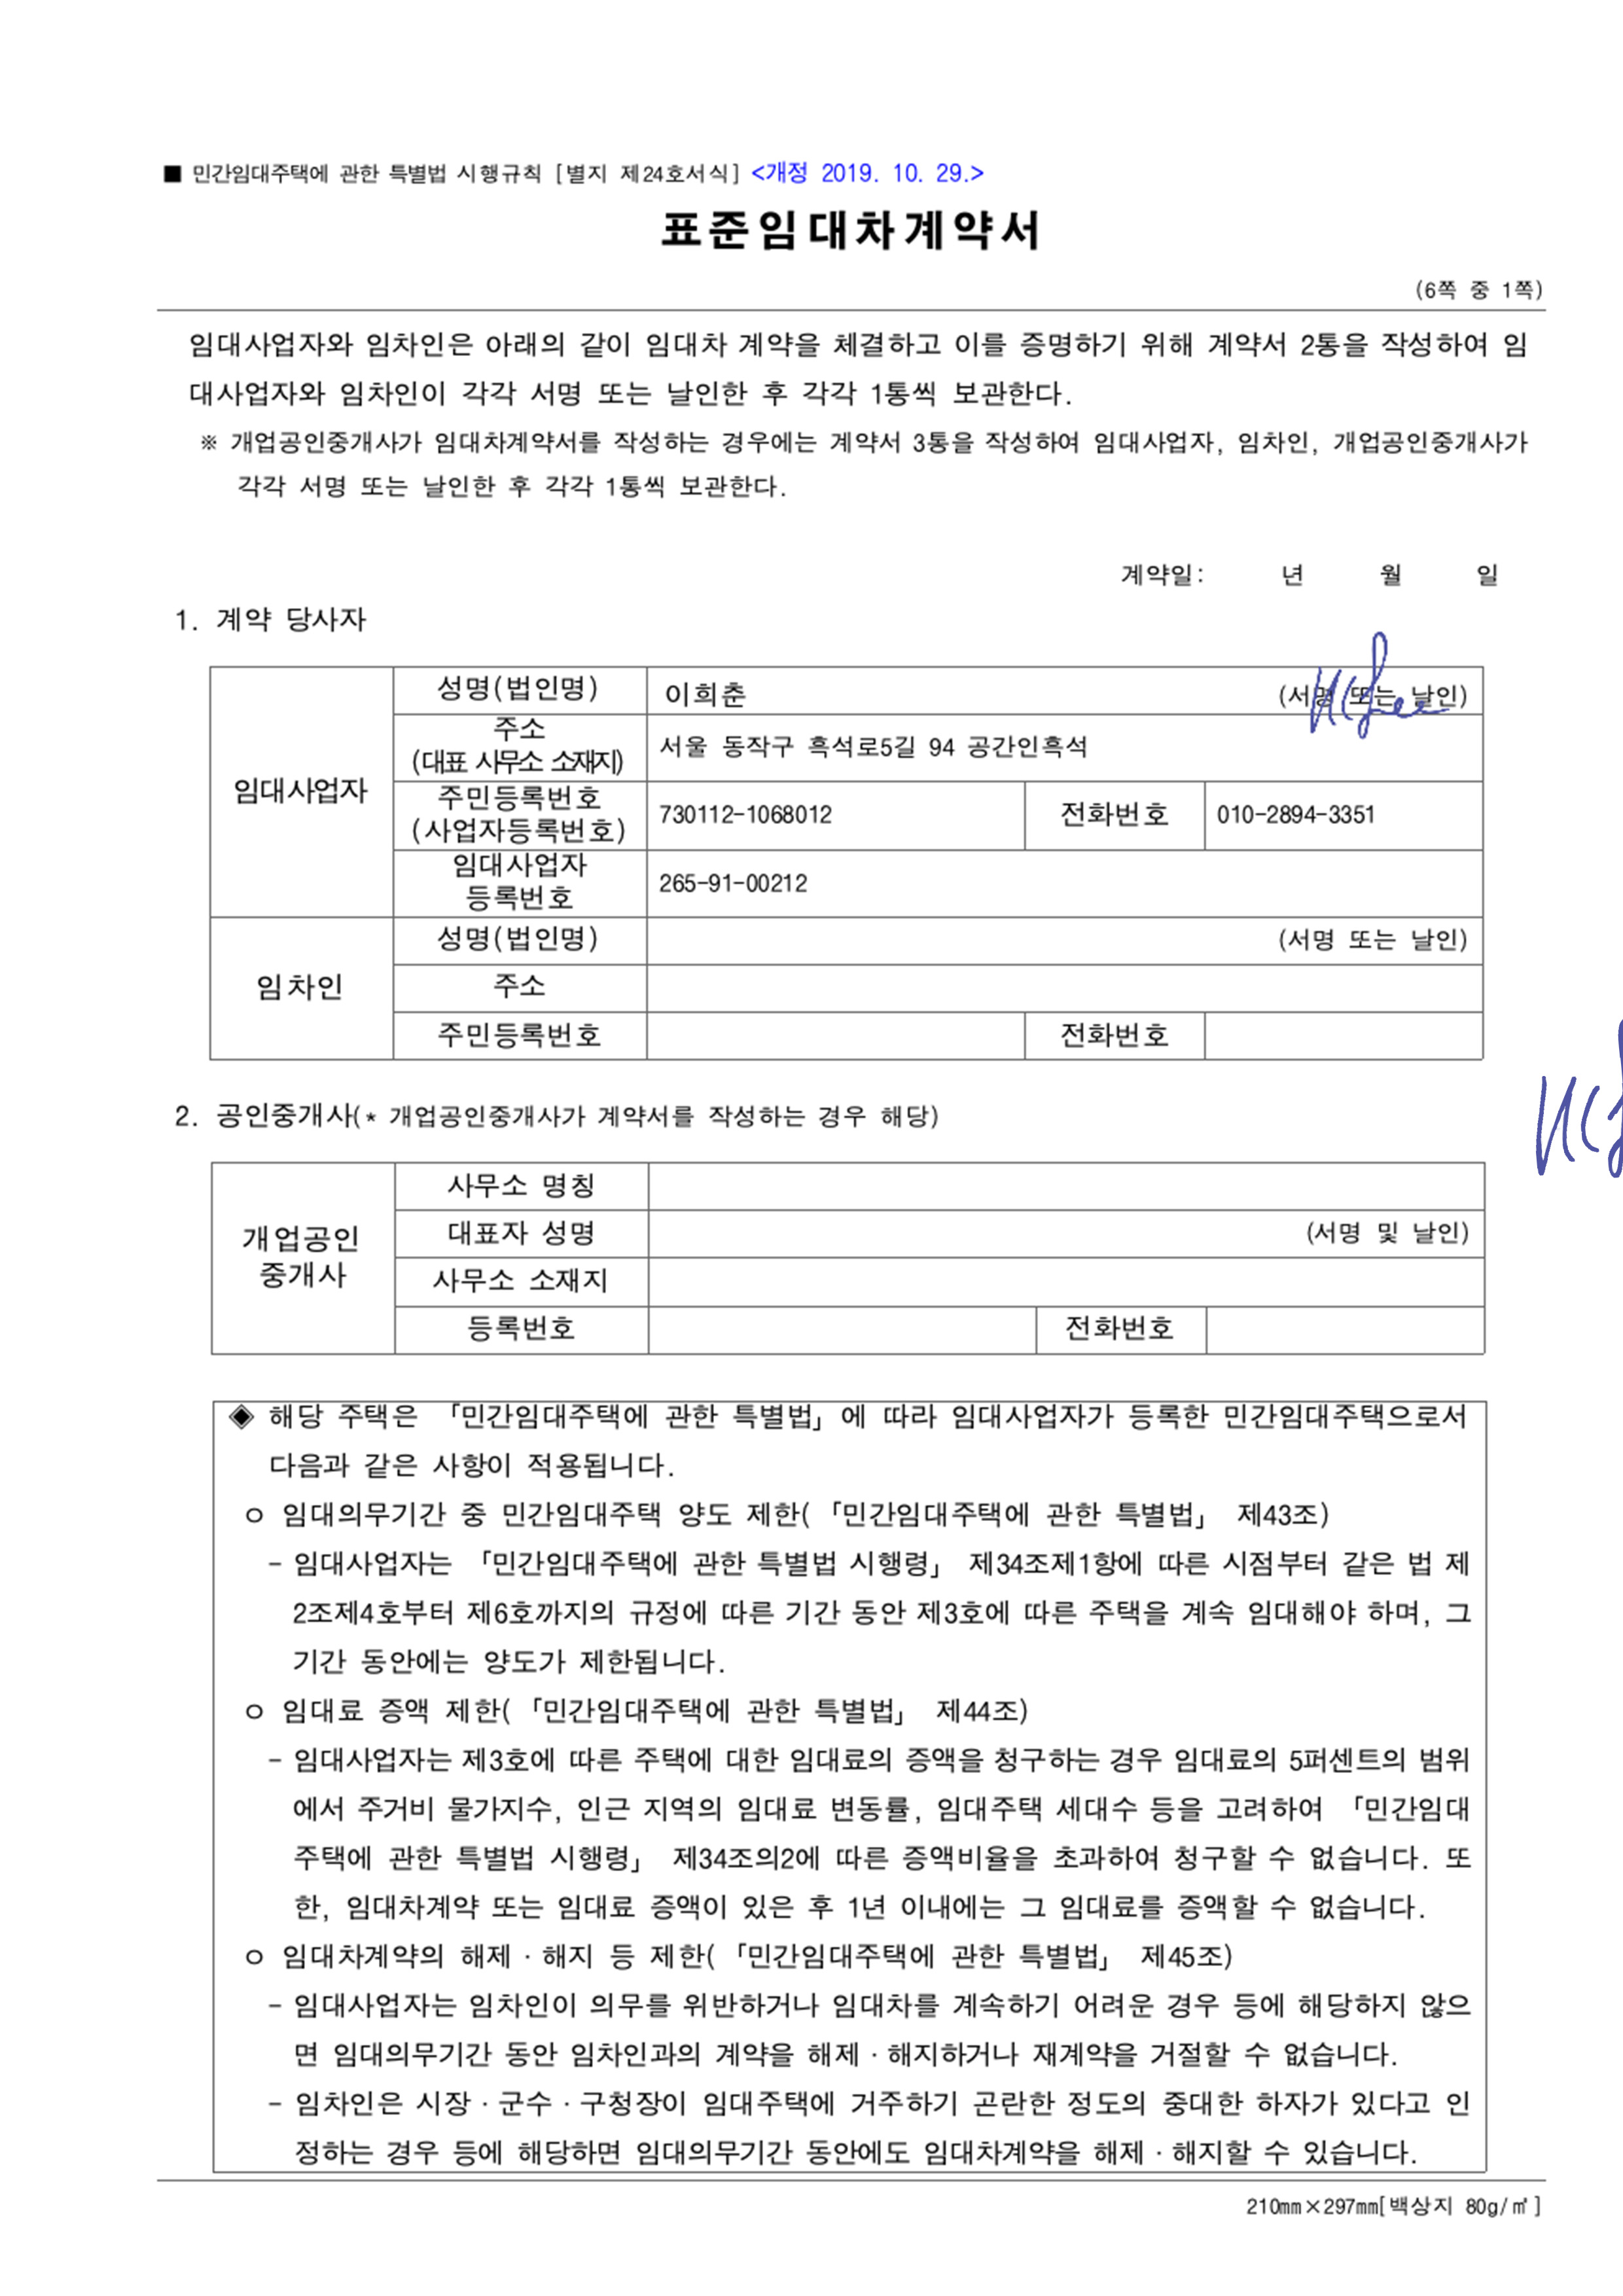 ■ 민간임대주택에 관한 특별법 시행규칙 [별지 제24호서식] <개정 2019. 10. 29.>
표준임대차계약서
(6쪽 중 1쪽)
임대사업자와 임차인은 아래의 같이 임대차 계약을 체결하고 이를 증명하기 위해 계약서 2통을 작성하여 임
대사업자와 임차인이 각각 서명 또는 날인한 후 각각 1통씩 보관한다.
※ 개업공인중개사가 임대차계약서를 작성하는 경우에는 계약서 3통을 작성하여 임대사업자, 임차인, 개업공인중개사가
각각 서명 또는 날인한 후 각각 1통씩 보관한다.
계약일: 년 월 일
1. 계약 당사자
임대사업자
성명(법인명) 이희춘 (서명 또는 날인)
주소
(대표 사무소 소재지) 서울 동작구 흑석로5길 94 공간인흑석
주민등록번호
(사업자등록번호) 730112-1068012 전화번호 010-2894-3351
임대사업자
등록번호 265-91-00212
임차인
성명(법인명) (서명 또는 날인)
주소
주민등록번호 전화번호
2. 공인중개사(* 개업공인중개사가 계약서를 작성하는 경우 해당)
개업공인
중개사
사무소 명칭
대표자 성명 (서명 및 날인)
사무소 소재지
등록번호 전화번호
◈ 해당 주택은 「민간임대주택에 관한 특별법」에 따라 임대사업자가 등록한 민간임대주택으로서
다음과 같은 사항이 적용됩니다.
ㅇ 임대의무기간 중 민간임대주택 양도 제한(「민간임대주택에 관한 특별법」 제43조)
- 임대사업자는 「민간임대주택에 관한 특별법 시행령」 제34조제1항에 따른 시점부터 같은 법 제
2조제4호부터 제6호까지의 규정에 따른 기간 동안 제3호에 따른 주택을 계속 임대해야 하며, 그
기간 동안에는 양도가 제한됩니다.
ㅇ 임대료 증액 제한(「민간임대주택에 관한 특별법」 제44조)
- 임대사업자는 제3호에 따른 주택에 대한 임대료의 증액을 청구하는 경우 임대료의 5퍼센트의 범위
에서 주거비 물가지수, 인근 지역의 임대료 변동률, 임대주택 세대수 등을 고려하여 「민간임대
주택에 관한 특별법 시행령」 제34조의2에 따른 증액비율을 초과하여 청구할 수 없습니다. 또
한, 임대차계약 또는 임대료 증액이 있은 후 1년 이내에는 그 임대료를 증액할 수 없습니다.
ㅇ 임대차계약의 해제·해지 등 제한(「민간임대주택에 관한 특별법」 제45조)
- 임대사업자는 임차인이 의무를 위반하거나 임대차를 계속하기 어려운 경우 등에 해당하지 않으
면 임대의무기간 동안 임차인과의 계약을 해제·해지하거나 재계약을 거절할 수 없습니다.
- 임차인은 시장·군수·구청장이 임대주택에 거주하기 곤란한 정도의 중대한 하자가 있다고 인
정하는 경우 등에 해당하면 임대의무기간 동안에도 임대차계약을 해제·해지할 수 있습니다.
210㎜×297㎜[백상지 80g/㎡]